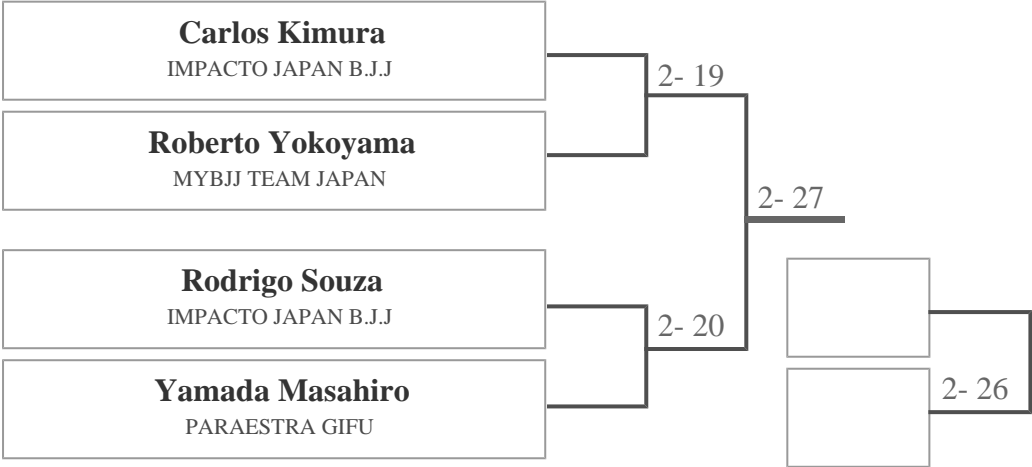 Carlos Kimura
IMPACTO JAPAN B.J.J
2- 19
Roberto Yokoyama
MYBJJ TEAM JAPAN
2- 27
Rodrigo Souza
IMPACTO JAPAN B.J.J
2- 20
Yamada Masahiro
PARAESTRA GIFU
2- 26